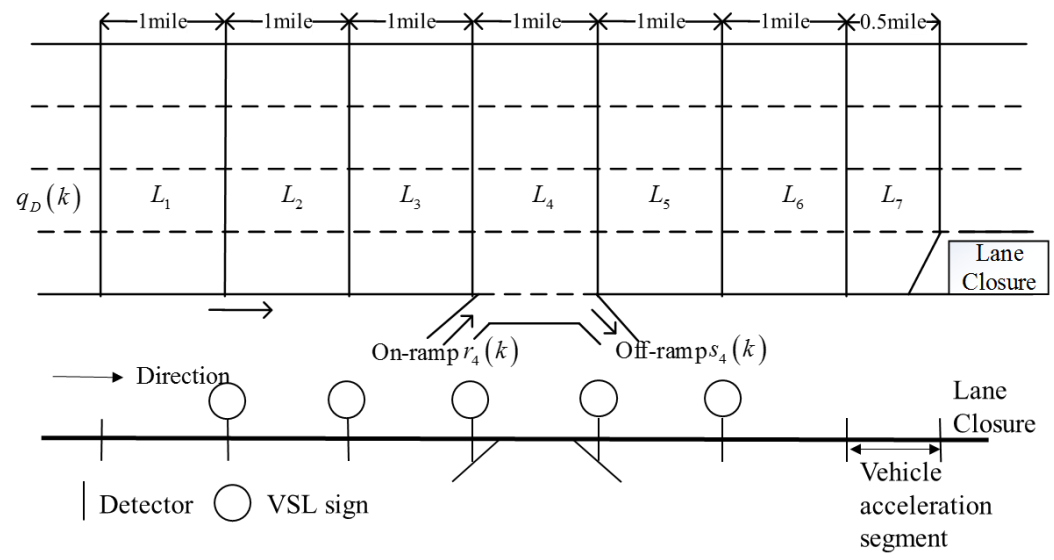 1mile 1mile 1mile 1mile 1mile 1mile 0.5mile
q_D(k) L_1 L_2 L_3 L_4 L_5 L_6 L_7
Lane
Closure
On-ramp r_4(k) Off-ramp s_4(k)
Direction
Lane
Closure
Detector VSL sign
Vehicle
acceleration
segment